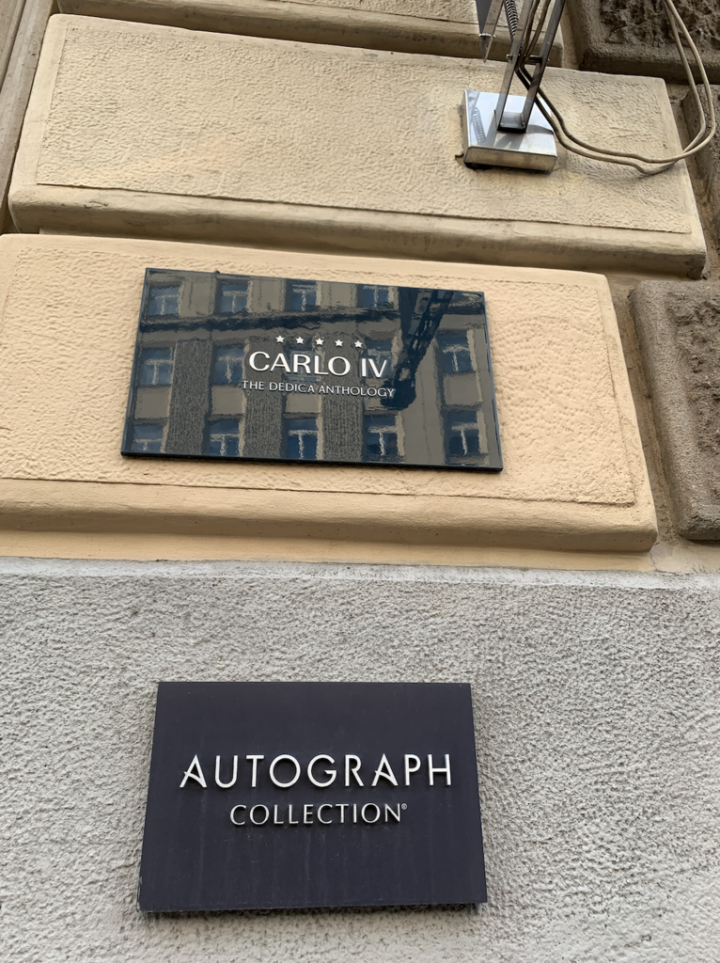 ★★★★★
CARLO IV
THE DEDICA ANTHOLOGY
AUTOGRAPH
COLLECTION®